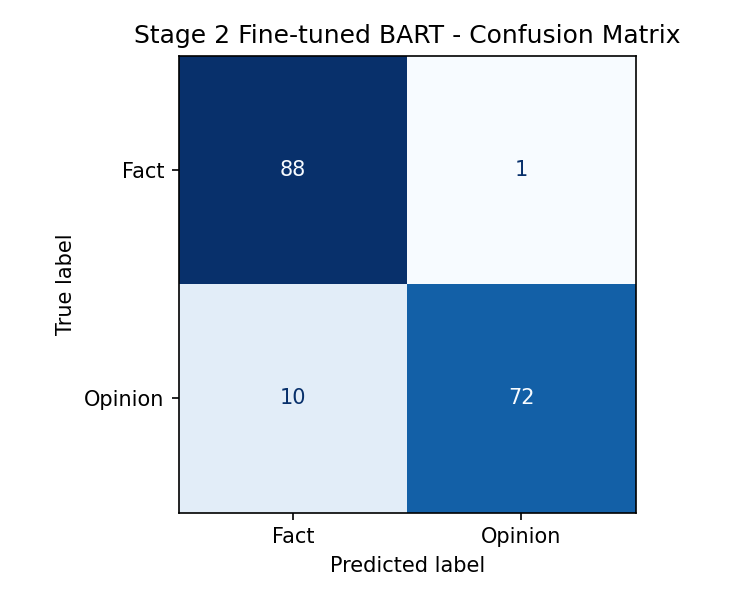 Stage 2 Fine-tuned BART - Confusion Matrix
Fact
88
1
True label
Opinion
10
72
Fact
Opinion
Predicted label